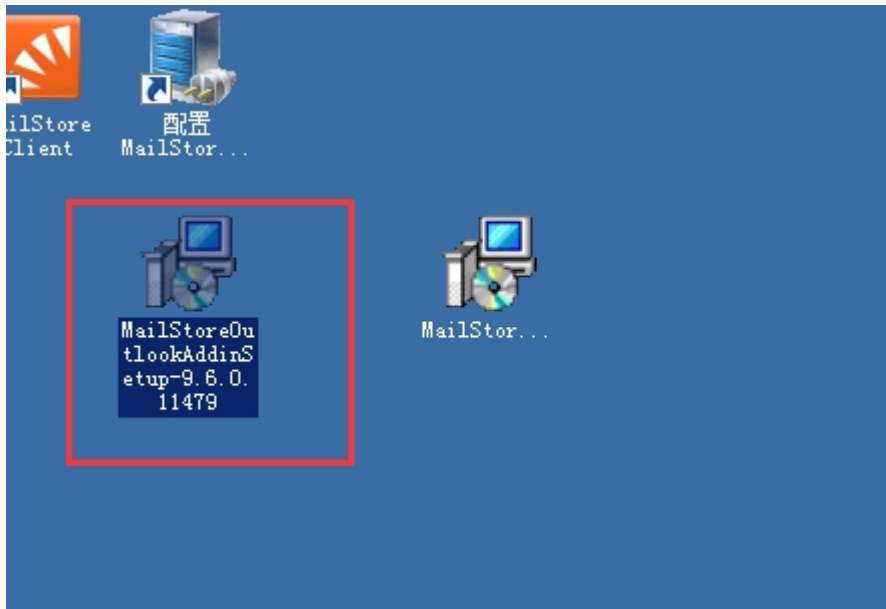 ilStore
Client
配置
MailStor...
MailStoreOu
tlookAddinS
etup-9.6.0.
11479
MailStor...